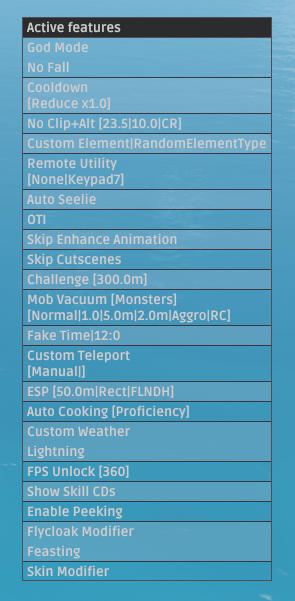 Active features
God Mode
No Fall
Cooldown
[Reduce x1.0]
No Clip+Alt [23.5|10.0|CR]
Custom Element|RandomElementType
Remote Utility
[None|Keypad7]
Auto Seelie
OTI
Skip Enhance Animation
Skip Cutscenes
Challenge [300.0m]
Mob Vacuum [Monsters]
[Normal|1.0|5.0m|2.0m|Aggro|RC]
Fake Time|12:0
Custom Teleport
[Manual|]
ESP [50.0m|Rect|FLNDH]
Auto Cooking [Proficiency]
Custom Weather
Lightning
FPS Unlock [360]
Show Skill CDs
Enable Peeking
Flycloak Modifier
Feasting
Skin Modifier